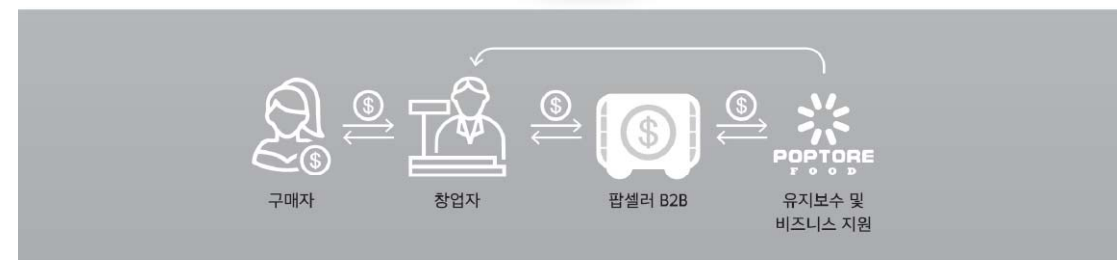 $
$
$
$
$
POPTORE
FOOD
구매자
창업자
팝셀러 B2B
유지보수 및
비즈니스 지원